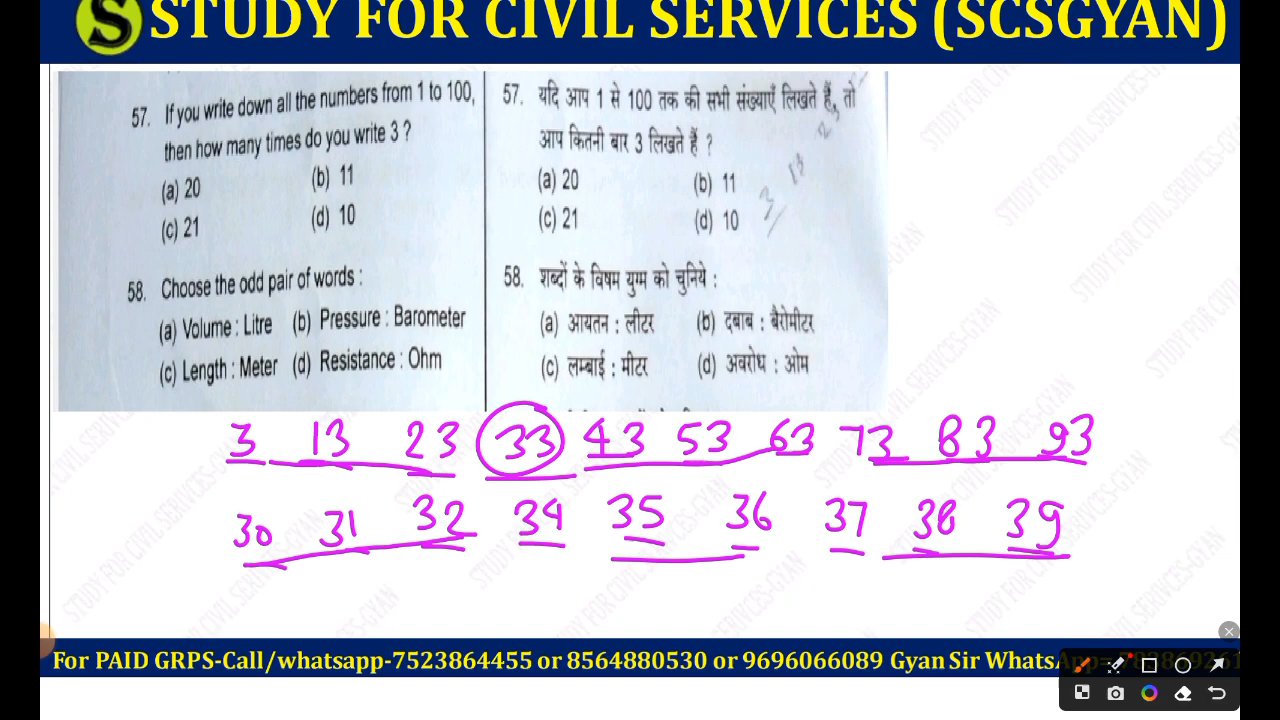 STUDY FOR CIVIL SERVICES (SCSGYAN)
57. If you write down all the numbers from 1 to 100,
then how many times do you write 3 ?
(a) 20 (b) 11
(c) 21 (d) 10
58. Choose the odd pair of words :
(a) Volume : Litre (b) Pressure : Barometer
(c) Length : Meter (d) Resistance : Ohm
57. यदि आप 1 से 100 तक की सभी संख्याएँ लिखते हैं, तो
आप कितनी बार 3 लिखते हैं ?
(a) 20 (b) 11
(c) 21 (d) 10
58. शब्दों के विषम युग्म को चुनिये :
(a) आयतन : लीटर (b) दबाब : बैरोमीटर
(c) लम्बाई : मीटर (d) अवरोध : ओम
3 13 23 33 43 53 63 73 83 93
30 31 32 34 35 36 37 38 39
For PAID GRPS-Call/whatsapp-7523864455 or 8564880530 or 9696066089 Gyan Sir WhatsApp=